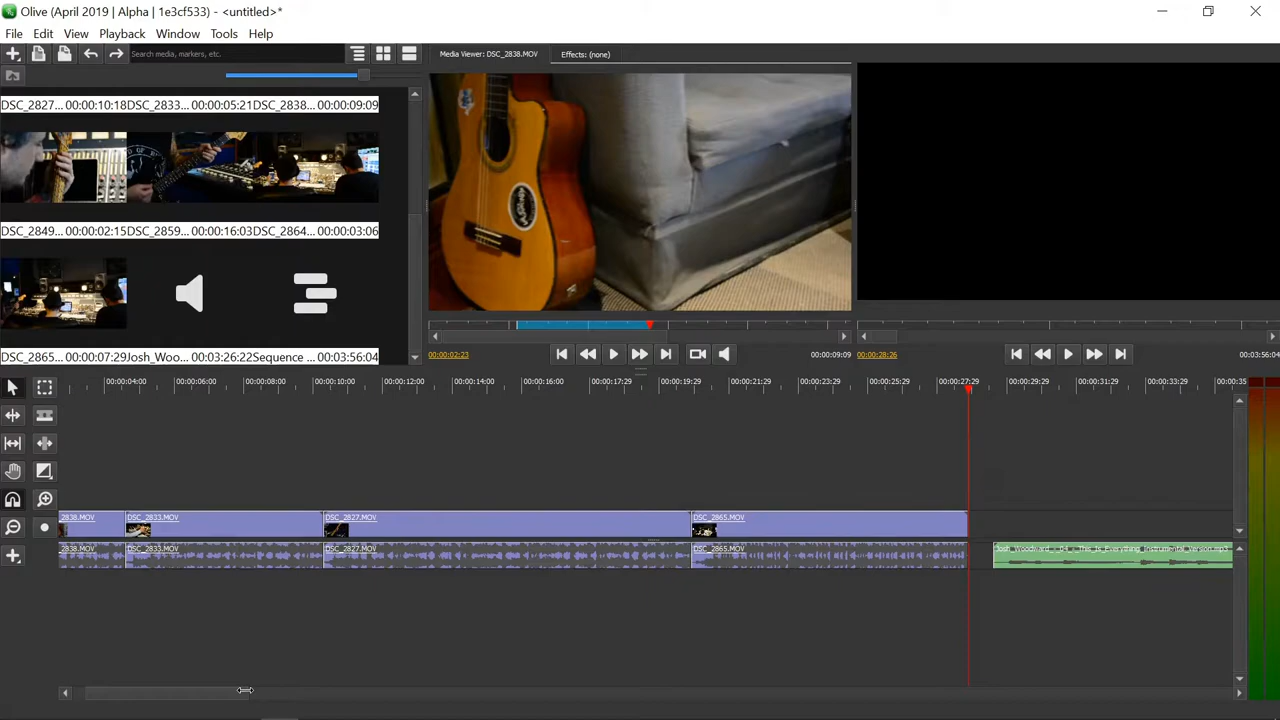 Olive (April 2019 | Alpha | 1e3cf533) - <untitled>*
File Edit View Playback Window Tools Help
Search media, markers, etc.
Media Viewer: DSC_2838.MOV Effects: (none)
DSC_2827... 00:00:10:18 DSC_2833... 00:00:05:21 DSC_2838... 00:00:09:09
DSC_2849... 00:00:02:15 DSC_2859... 00:00:16:03 DSC_2864... 00:00:03:06
DSC_2865... 00:00:07:29 Josh_Woo... 00:03:26:22 Sequence ... 00:03:56:04
00:00:02:23 00:00:09:09 00:00:28:26 00:03:56:04
00:00:04:00 00:00:06:00 00:00:08:00 00:00:10:00 00:00:12:00 00:00:14:00 00:00:16:00 00:00:17:29 00:00:19:29 00:00:21:29 00:00:23:29 00:00:25:29 00:00:27:29 00:00:29:29 00:00:31:29 00:00:33:29 00:00:35
2838.MOV DSC_2833.MOV DSC_2827.MOV DSC_2865.MOV
2838.MOV DSC_2833.MOV DSC_2827.MOV DSC_2865.MOV Josh_Woodward_-_04_-_This_Is_Everything_Instrumental_Version.mp3